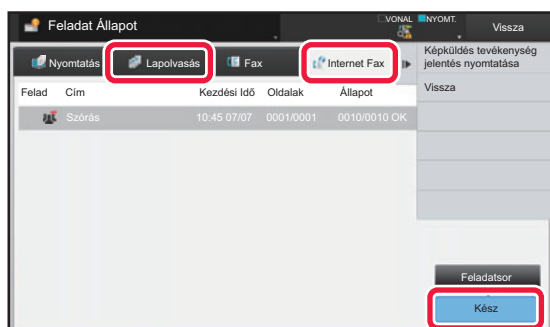 Feladat Állapot
VONAL NYOMT. Vissza
Nyomtatás Lapolvasás Fax Internet Fax
Képküldés tevékenység
jelentés nyomtatása
Vissza
Felad Cím Kezdési Idő Oldalak Állapot
Szórás 10:45 07/07 0001/0001 0010/0010 OK
Feladatsor
Kész